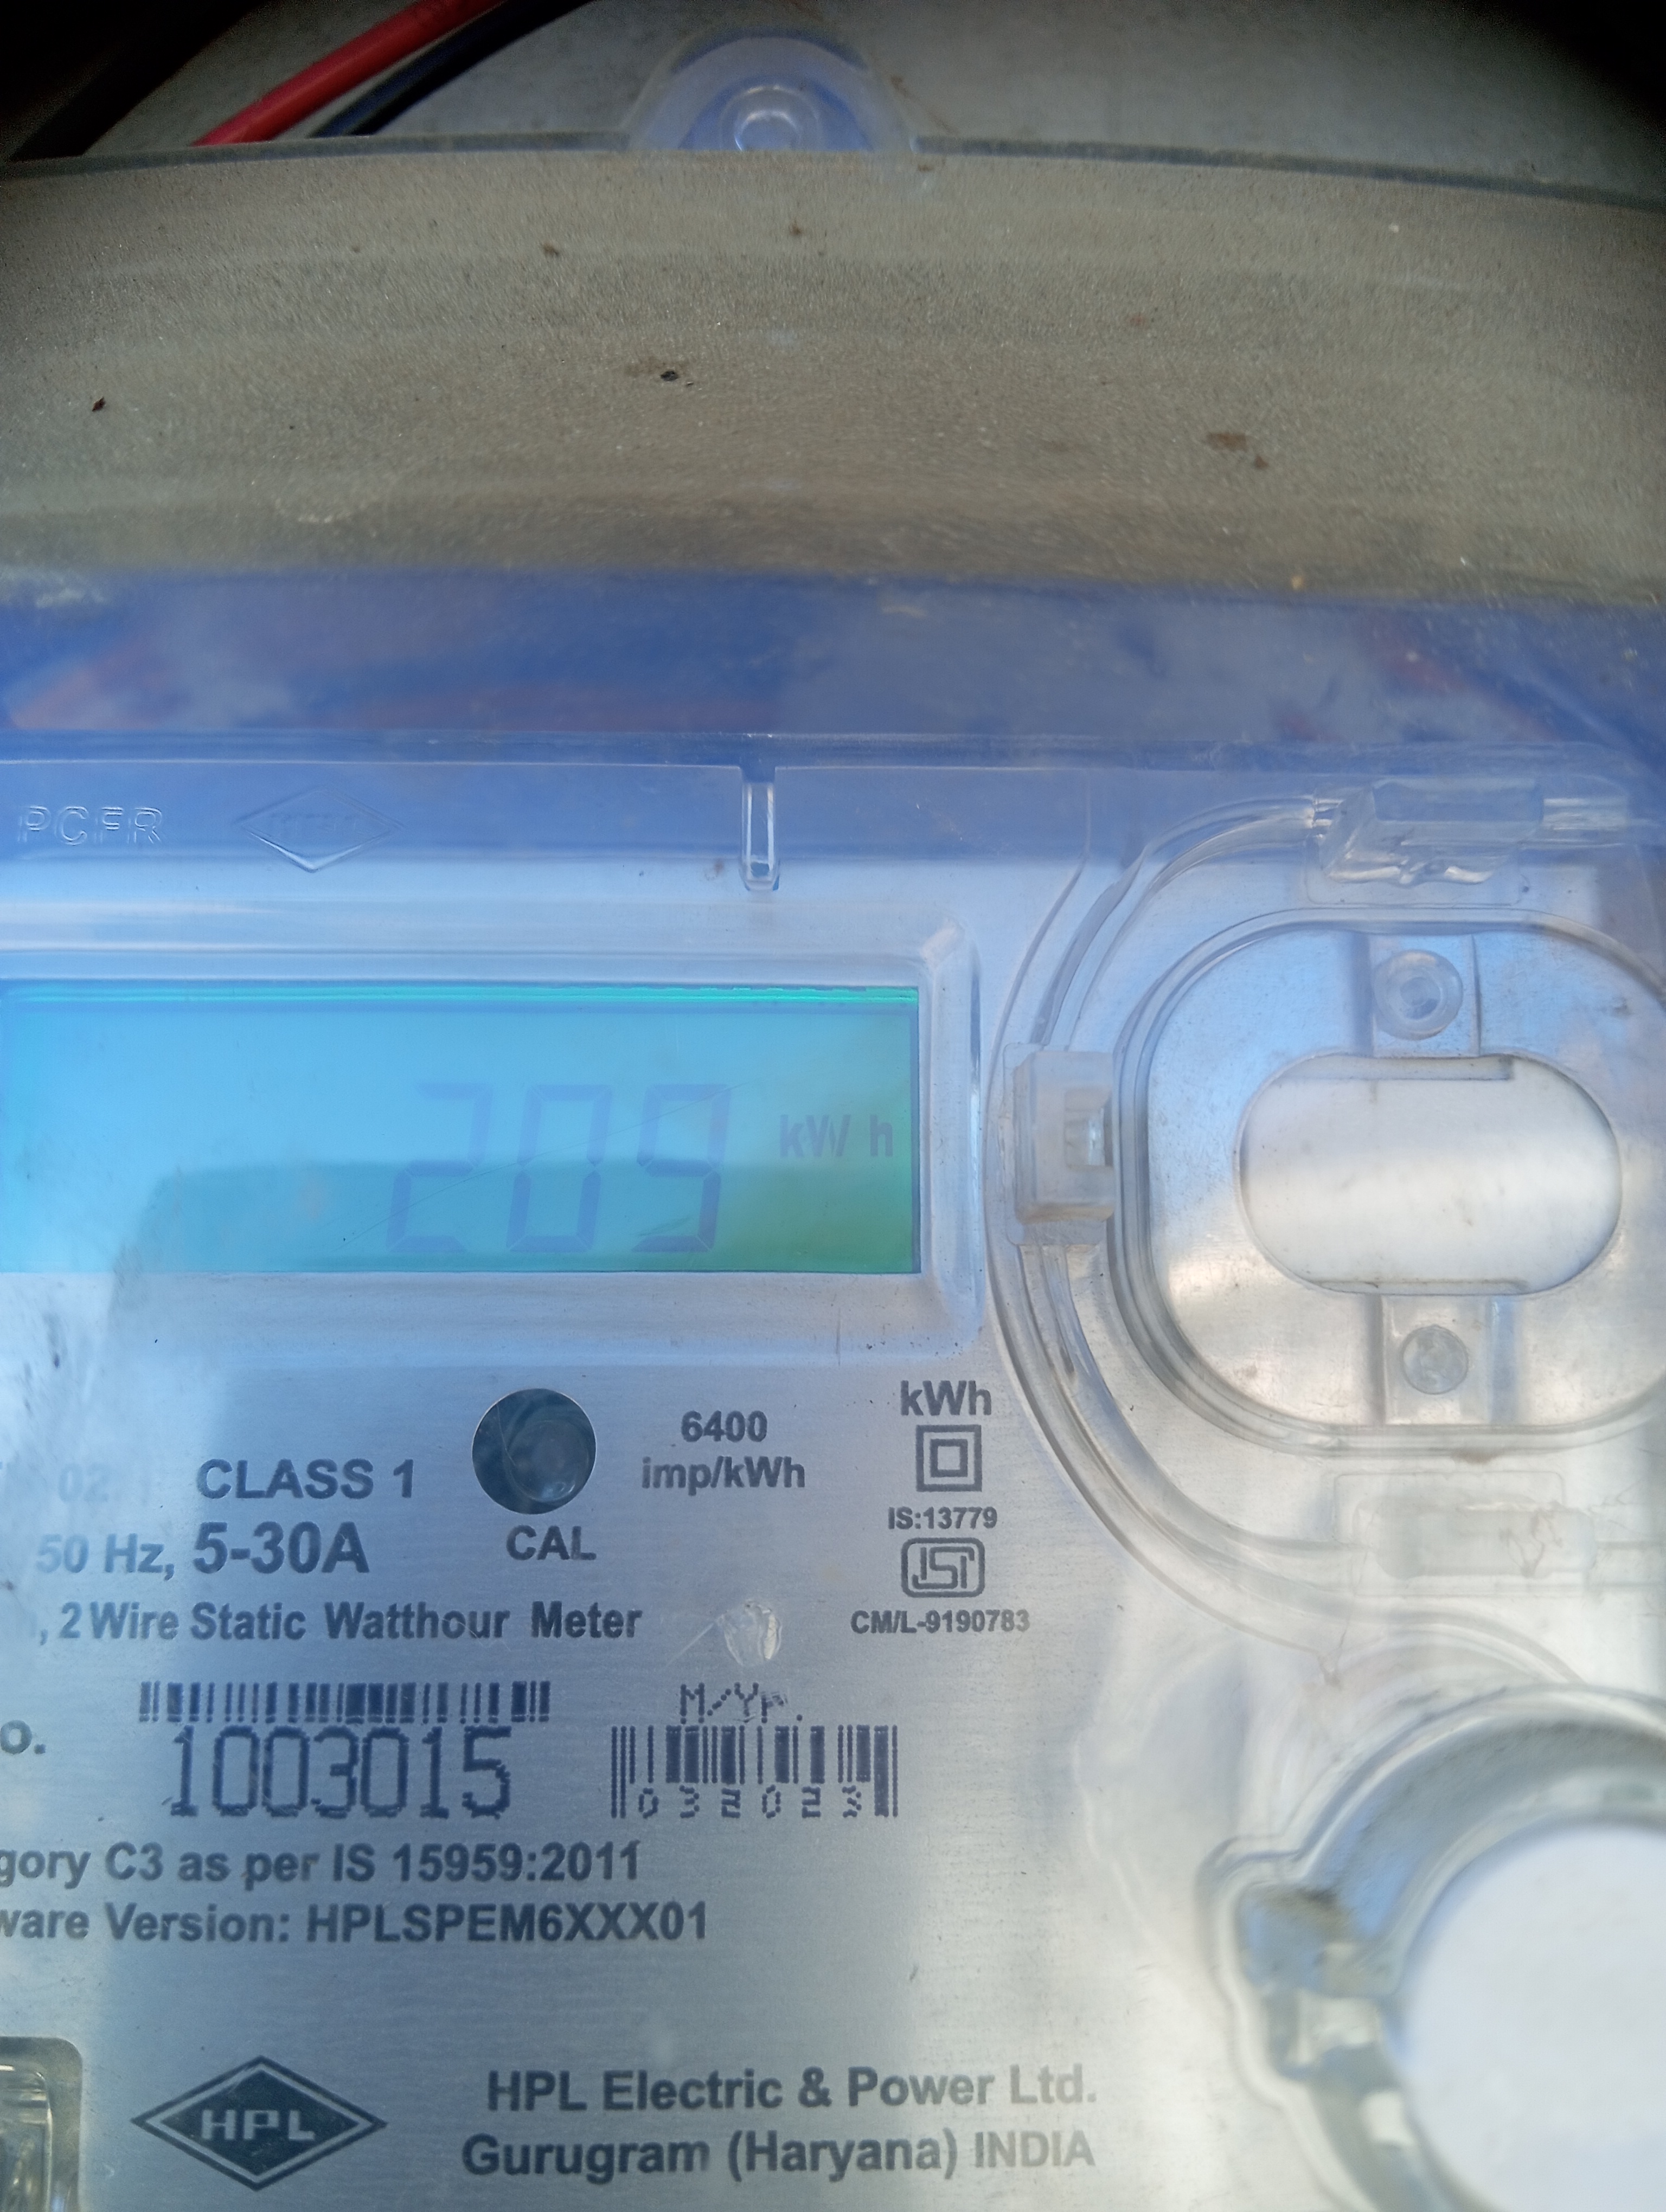 PCFR
209 kW h
CLASS 1
CAL
6400
imp/kWh
kWh
IS:13779
ISI
CM/L-9190783
50 Hz, 5-30A
, 2 Wire Static Watthour Meter
o.
1003015
M/Yr.
032023
gory C3 as per IS 15959:2011
ware Version: HPLSPEM6XXX01
HPL
HPL Electric & Power Ltd.
Gurugram (Haryana) INDIA